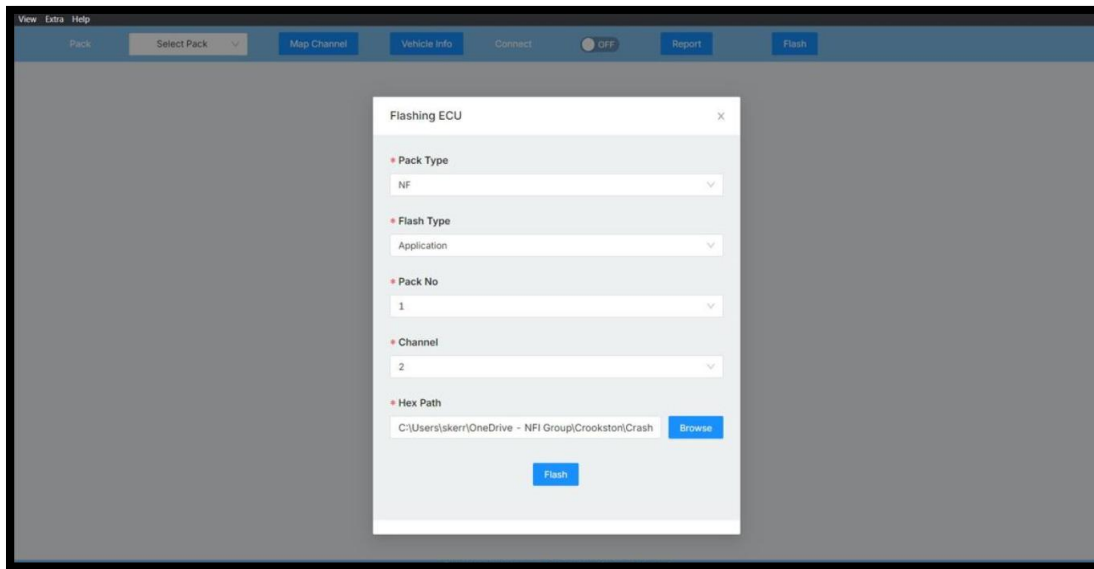 View Extra Help
Pack Select Pack Map Channel Vehicle Info Connect OFF Report Flash
Flashing ECU
* Pack Type
NF
* Flash Type
Application
* Pack No
1
* Channel
2
* Hex Path
C:\Users\skerr\OneDrive - NFI Group\Crookston\Crash Browse
Flash